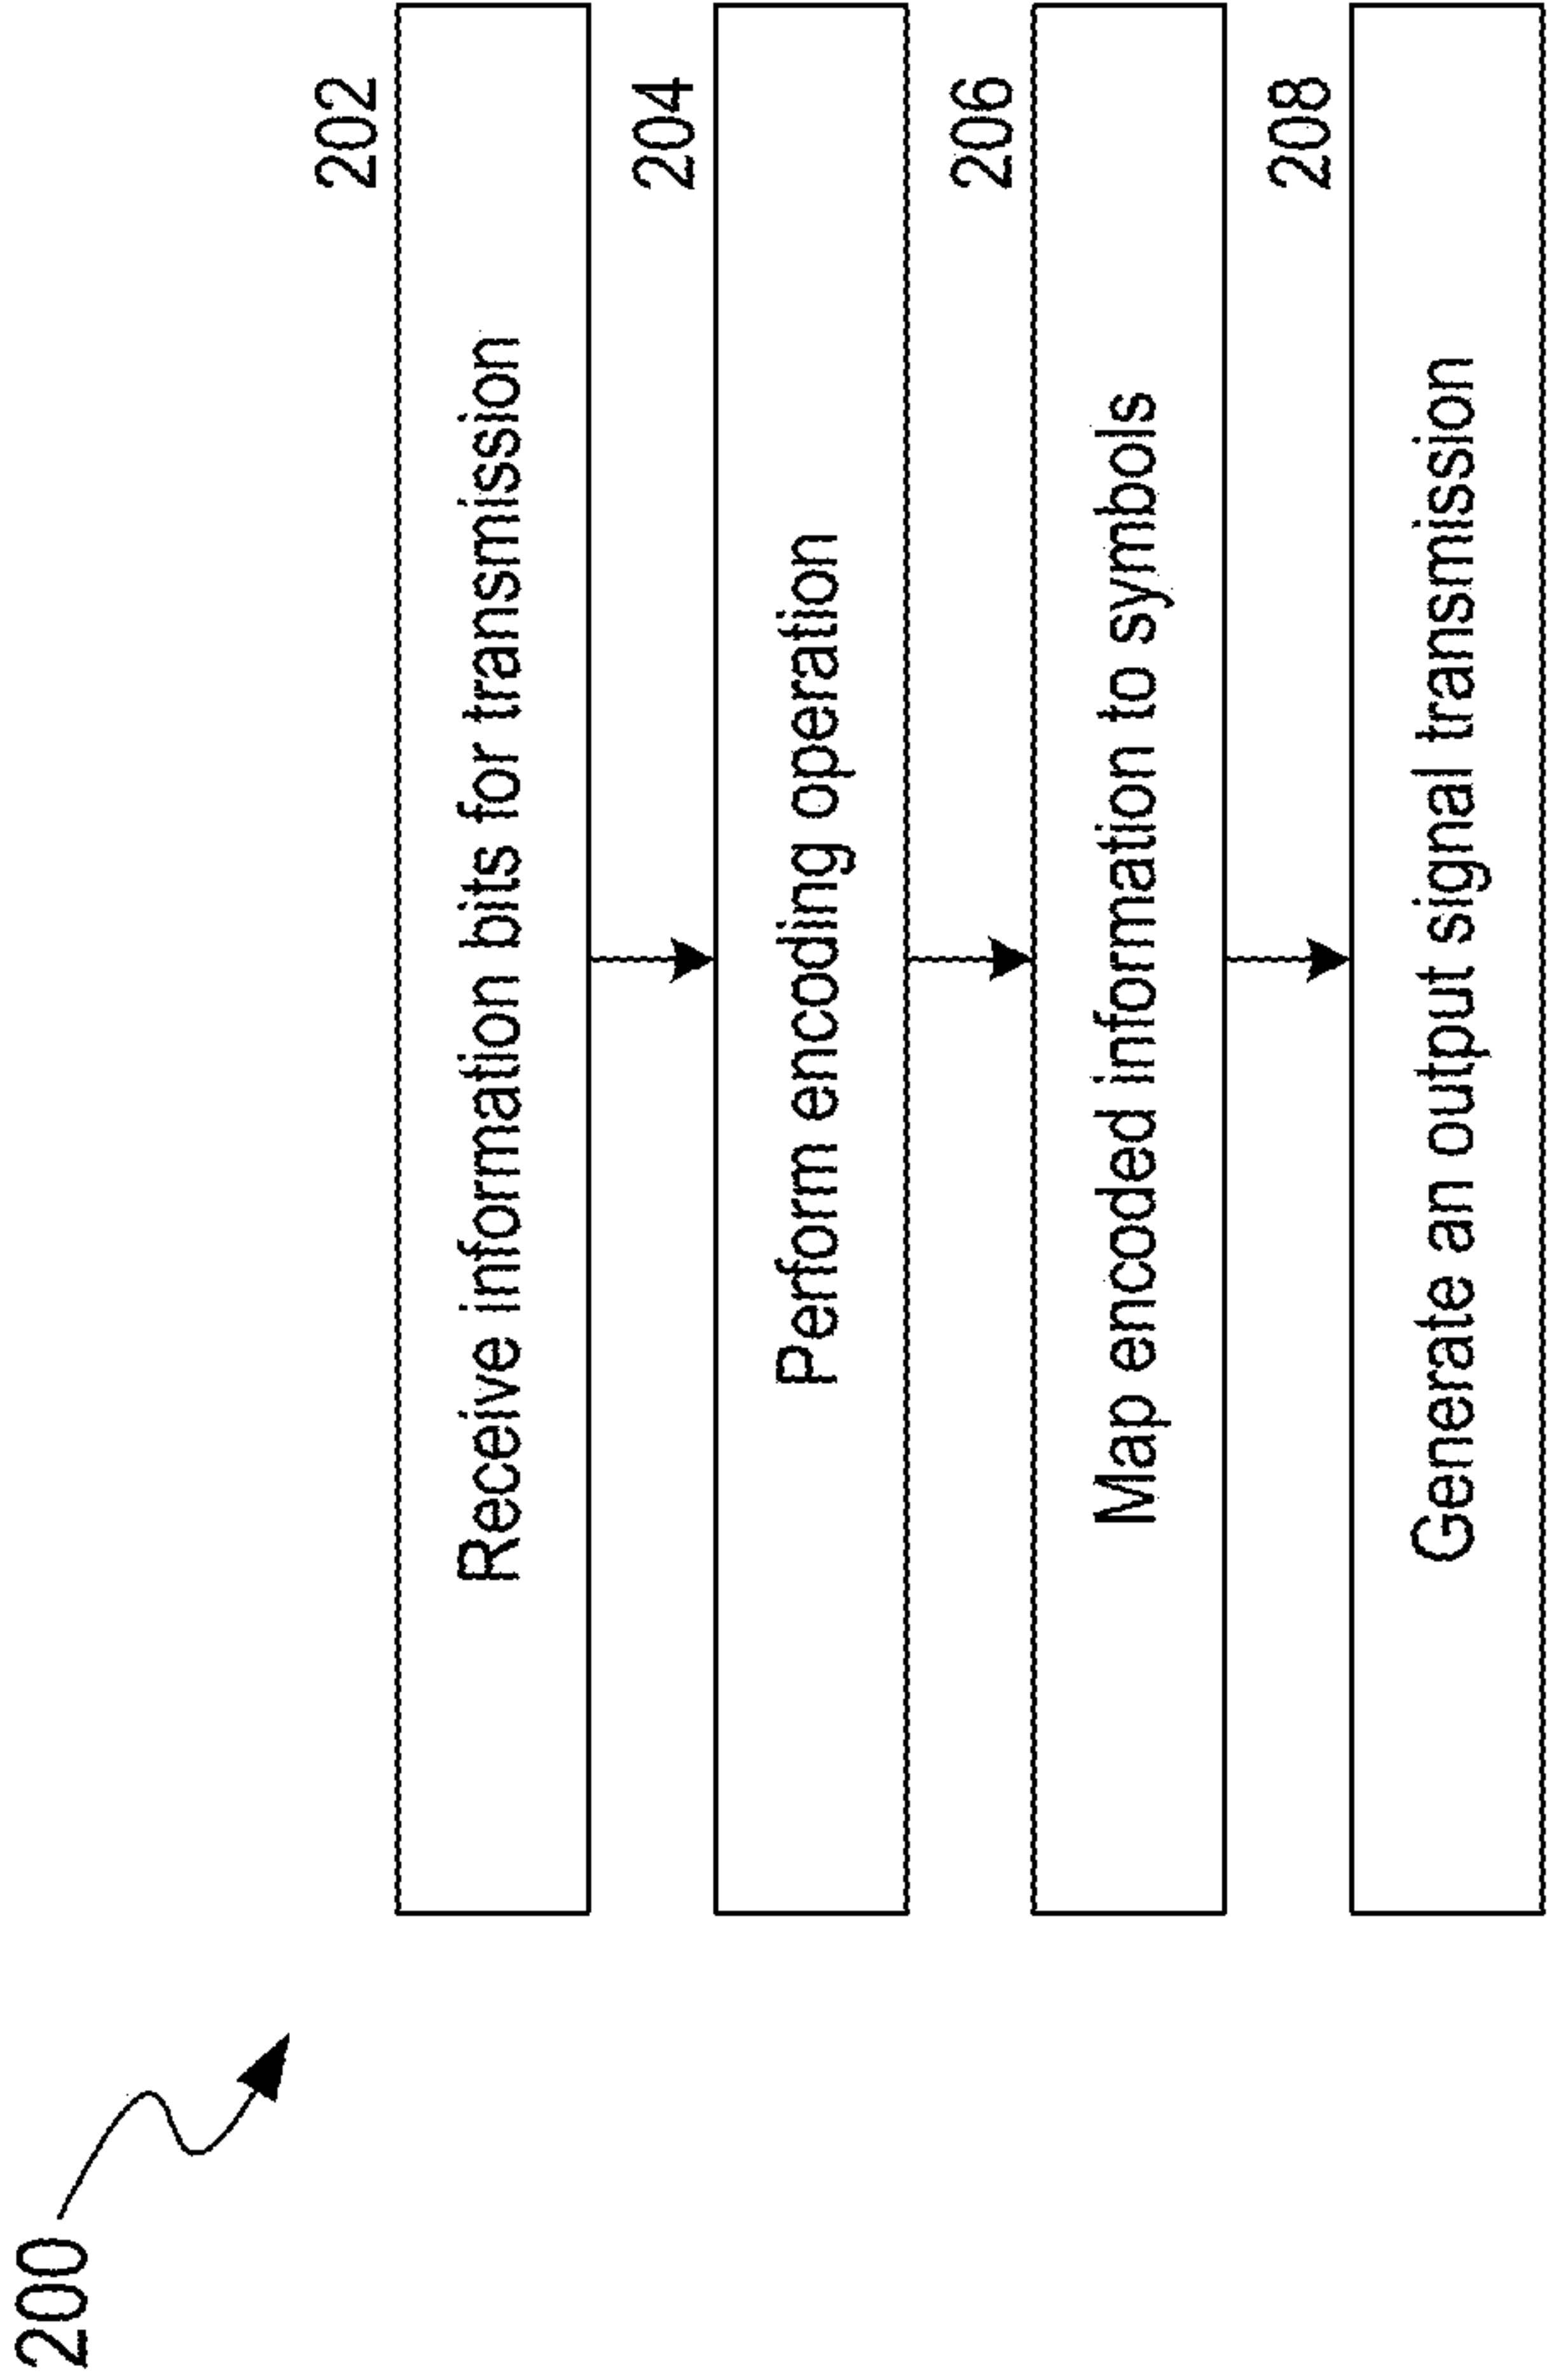 200
202
Receive information bits for transmission
204
Perform encoding operation
206
Map encoded information to symbols
208
Generate an output signal transmission